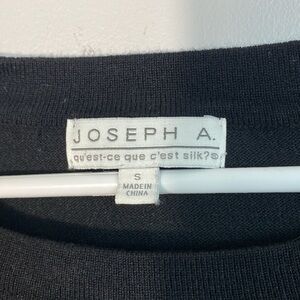 JOSEPH A.
qu'est-ce que c'est silk?®
S
MADE IN
CHINA